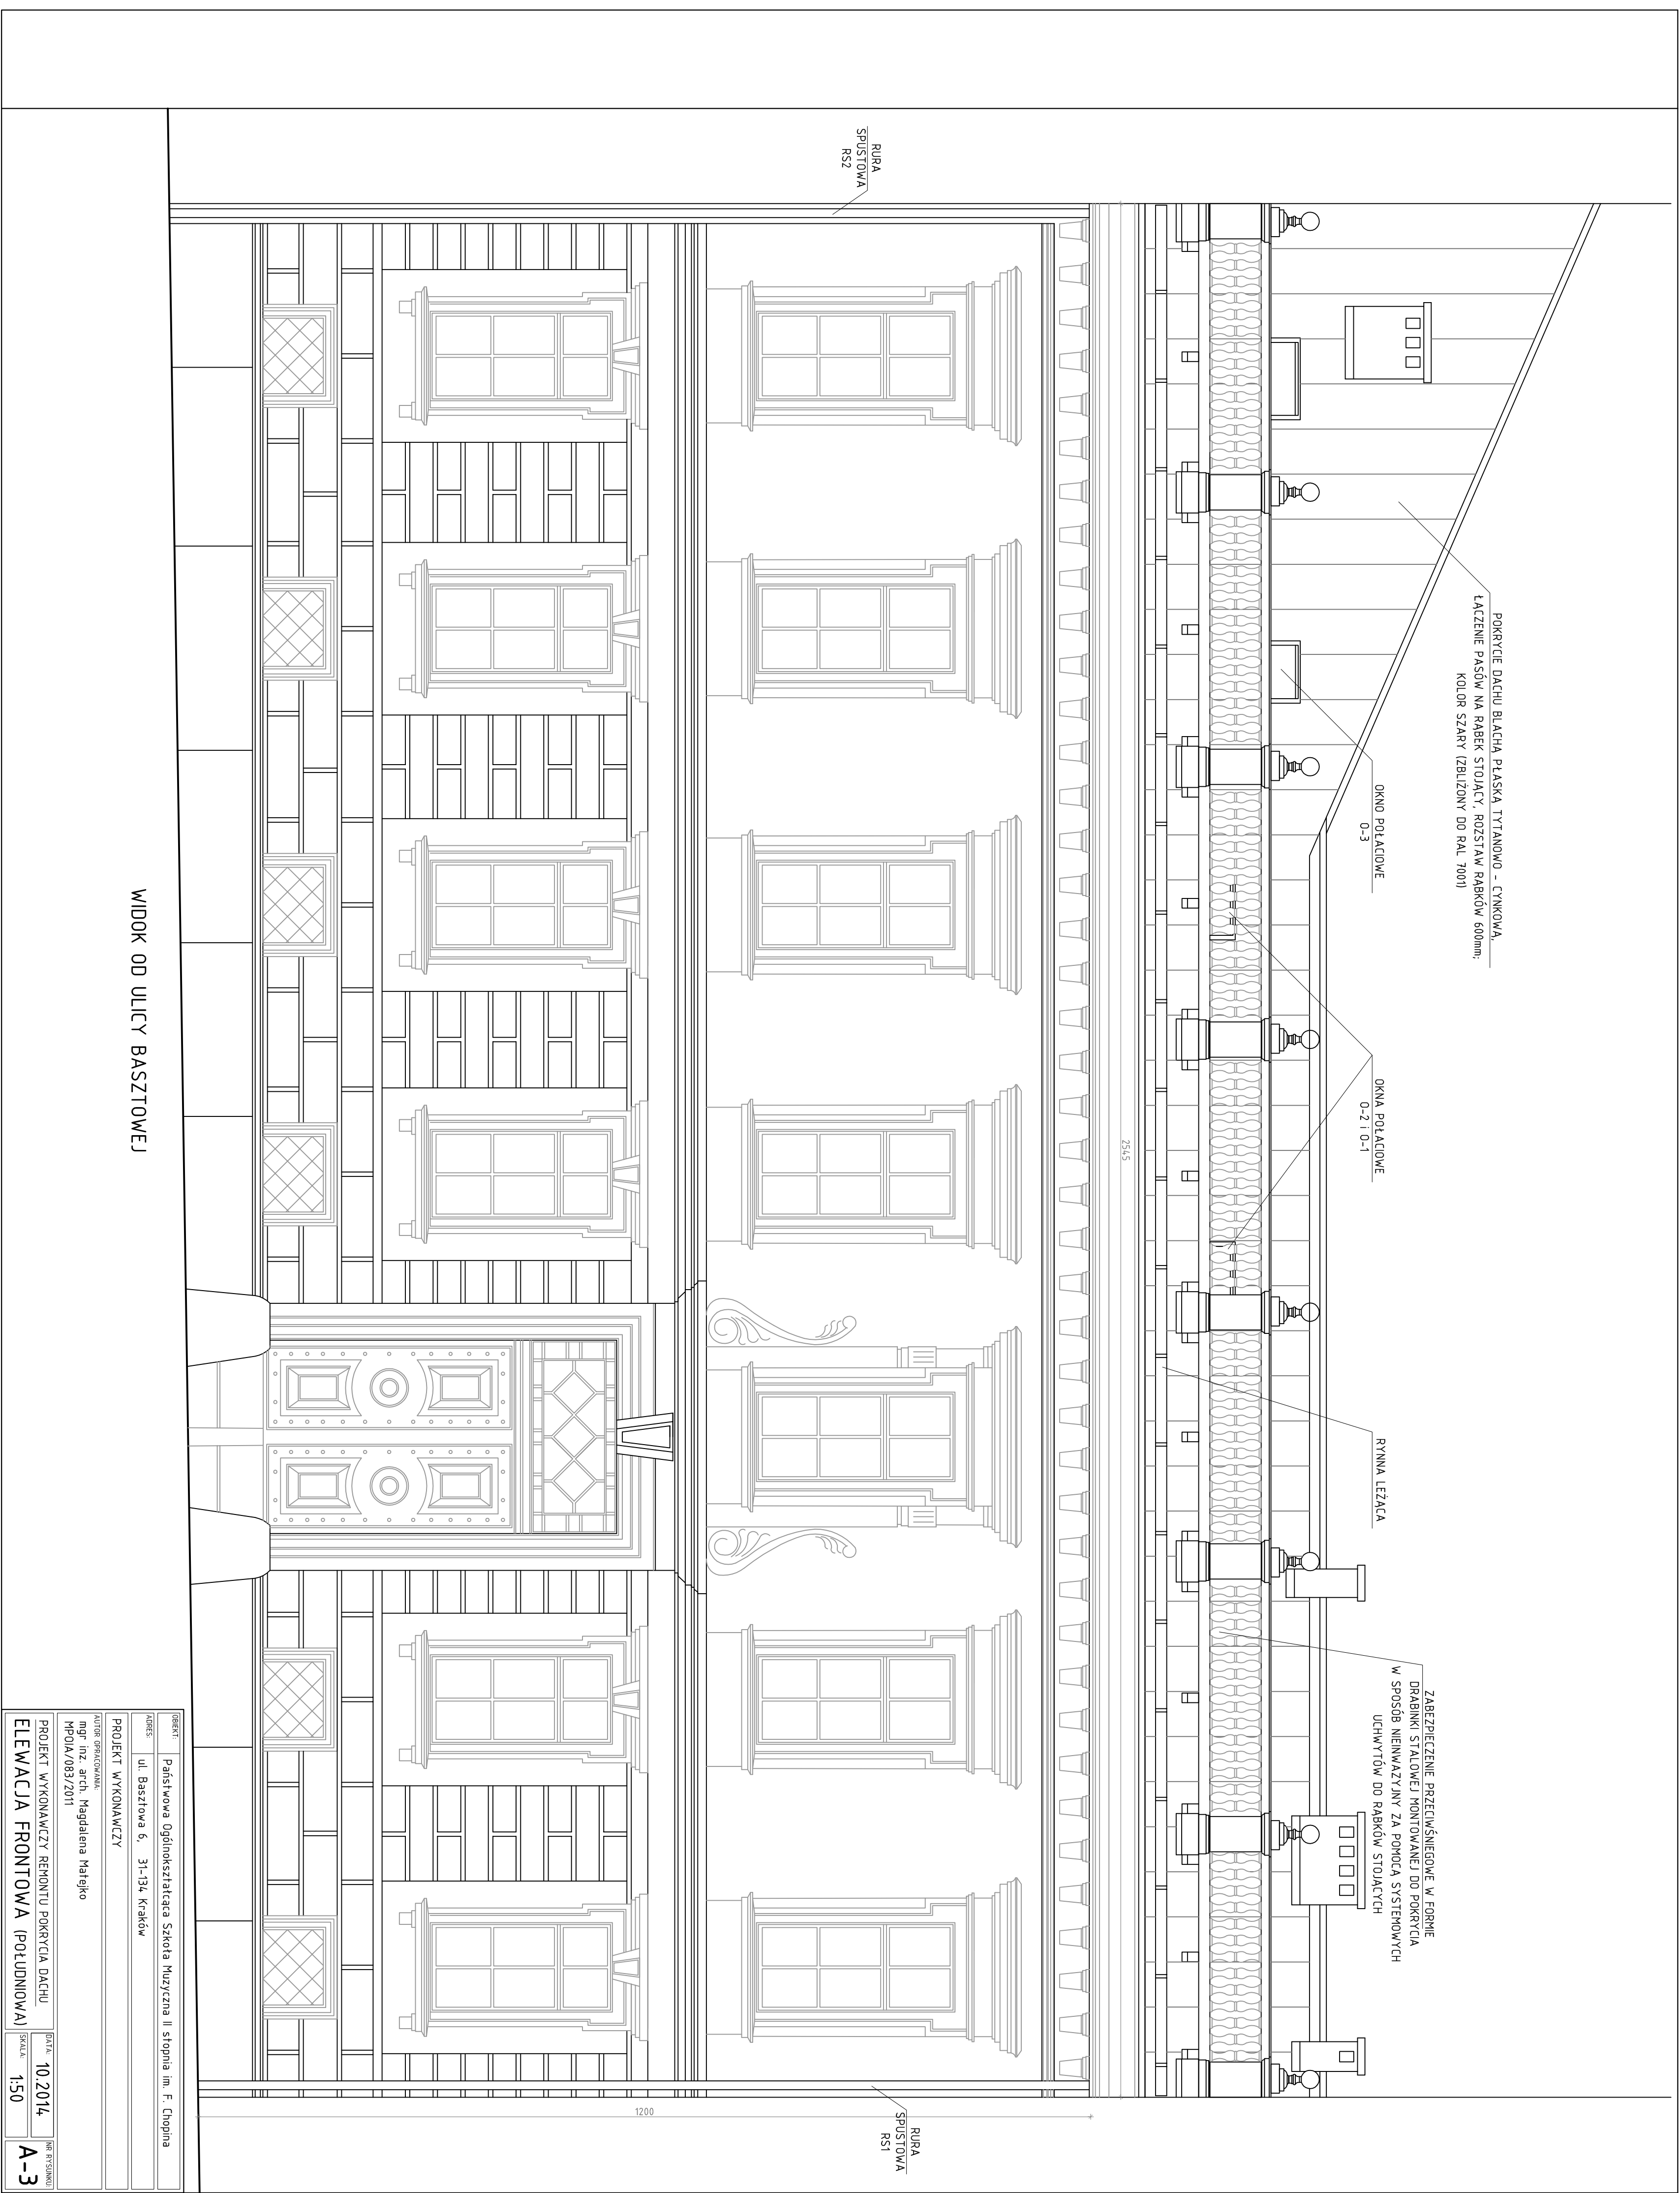 RURA
SPUSTOWA
RS2
POKRYCIE DACHU BLACHĄ PŁASKĄ TYTANOWO - CYNKOWĄ,
ŁĄCZENIE PASÓW NA RĄBEK STOJĄCY, ROZSTAW RĄBKÓW 600mm;
KOLOR SZARY (ZBLIŻONY DO RAL 7001)
OKNO POŁACIOWE
O-3
OKNA POŁACIOWE
O-2 i O-1
RYNNA LEŻĄCA
ZABEZPIECZENIE PRZECIWŚNIEGOWE W FORMIE
DRABINKI STALOWEJ MONTOWANEJ DO POKRYCIA
W SPOSÓB NIEINWAZYJNY ZA POMOCĄ SYSTEMOWYCH
UCHWYTÓW DO RĄBKÓW STOJĄCYCH
2545
1200
RURA
SPUSTOWA
RS1
WIDOK OD ULICY BASZTOWEJ
OBIEKT:
Państwowa Ogólnokształcąca Szkoła Muzyczna II stopnia im. F. Chopina
ADRES:
ul. Basztowa 6, 31-134 Kraków
PROJEKT WYKONAWCZY
AUTOR OPRACOWANIA:
mgr inż. arch. Magdalena Matejko
MPOIA/083/2011
PROJEKT WYKONAWCZY REMONTU POKRYCIA DACHU
ELEWACJA FRONTOWA (POŁUDNIOWA)
DATA:
10.2014
SKALA:
1:50
NR RYSUNKU:
A-3